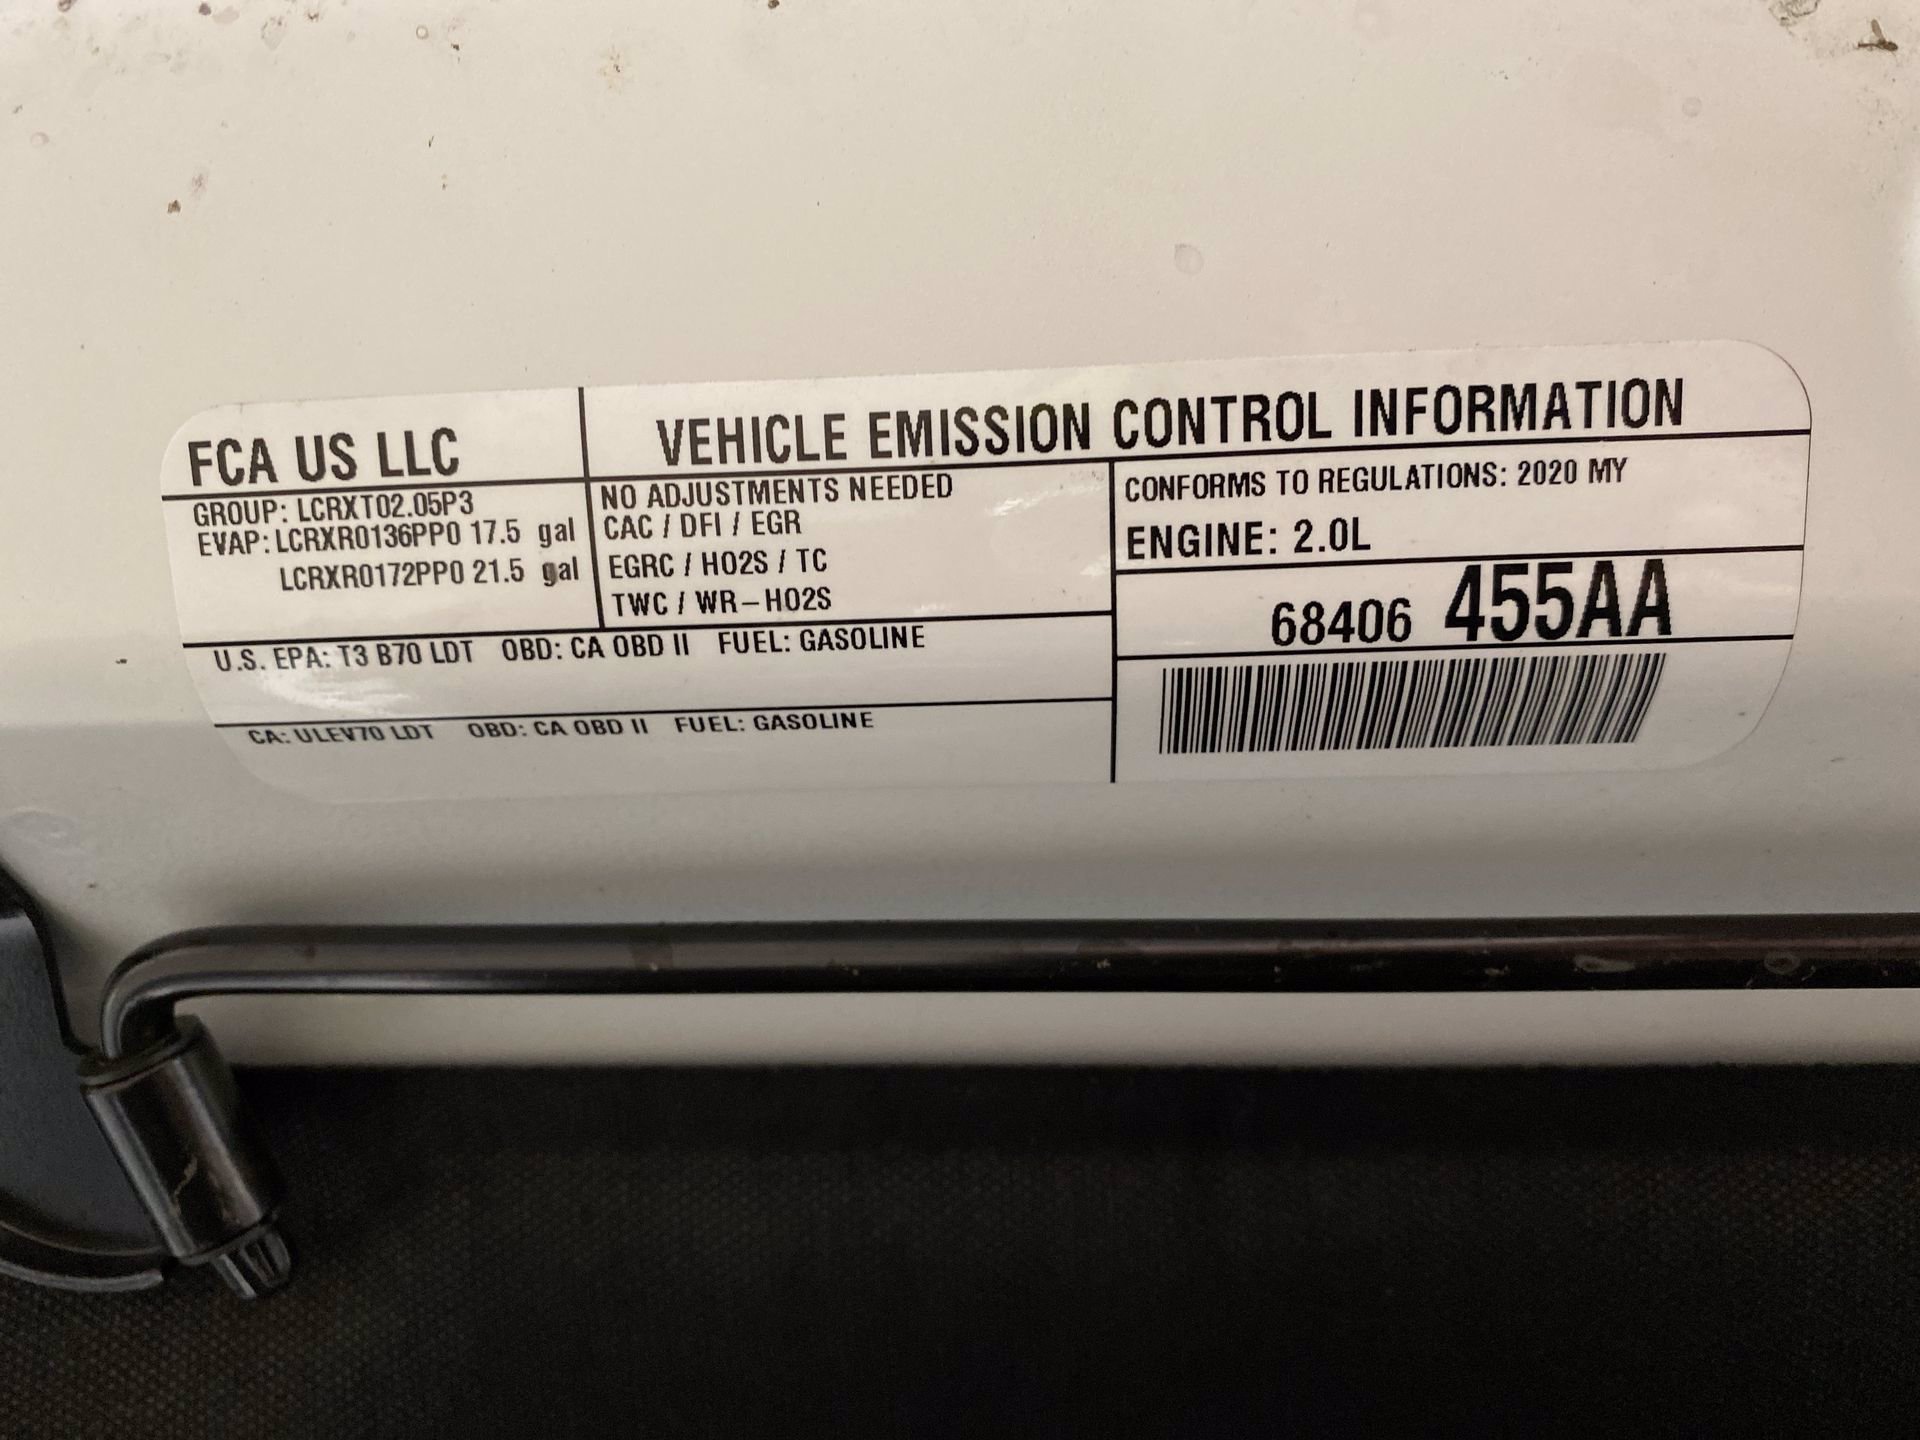 FCA US LLC
VEHICLE EMISSION CONTROL INFORMATION
GROUP: LCRXT02.05P3
EVAP: LCRXR0136PP0 17.5 gal
LCRXR0172PP0 21.5 gal
NO ADJUSTMENTS NEEDED
CAC / DFI / EGR
EGRC / HO2S / TC
TWC / WR-HO2S
CONFORMS TO REGULATIONS: 2020 MY
ENGINE: 2.0L
68406 455AA
U.S. EPA: T3 B70 LDT OBD: CA OBD II FUEL: GASOLINE
CA: ULEV70 LDT OBD: CA OBD II FUEL: GASOLINE